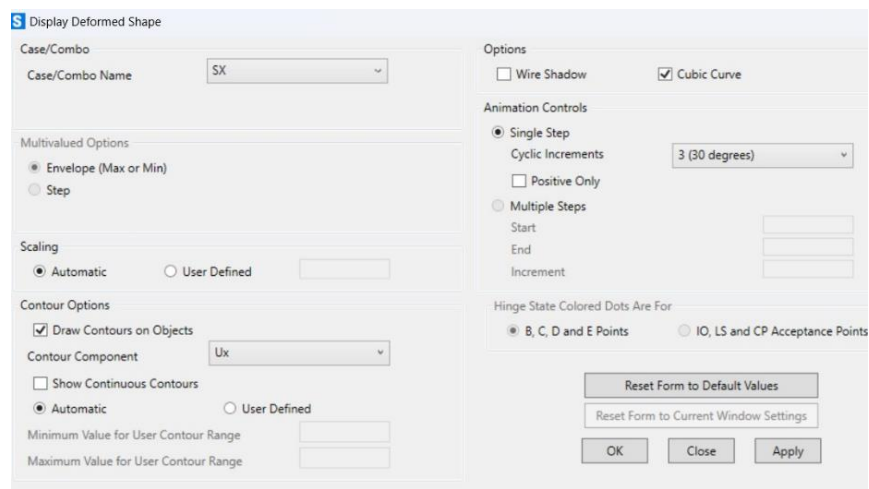 S Display Deformed Shape
Case/Combo
Case/Combo Name SX
Multivalued Options
Envelope (Max or Min)
Step
Scaling
Automatic User Defined
Contour Options
Draw Contours on Objects
Contour Component Ux
Show Continuous Contours
Automatic User Defined
Minimum Value for User Contour Range
Maximum Value for User Contour Range
Options
Wire Shadow Cubic Curve
Animation Controls
Single Step
Cyclic Increments 3 (30 degrees)
Positive Only
Multiple Steps
Start
End
Increment
Hinge State Colored Dots Are For
B, C, D and E Points IO, LS and CP Acceptance Points
Reset Form to Default Values
Reset Form to Current Window Settings
OK Close Apply